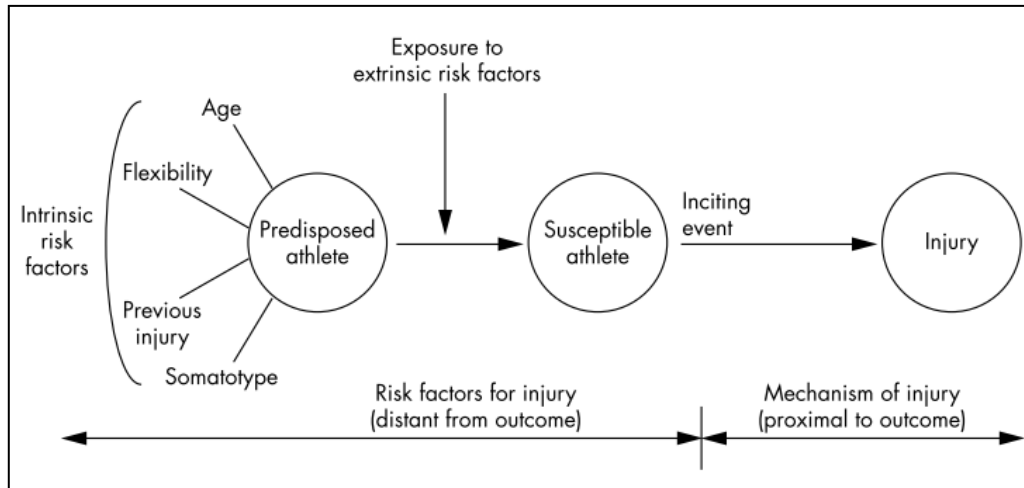 Exposure to
extrinsic risk factors
Age
Flexibility
Intrinsic
risk
factors
Predisposed
athlete
Susceptible
athlete
Inciting
event
Injury
Previous
injury
Somatotype
Risk factors for injury
(distant from outcome)
Mechanism of injury
(proximal to outcome)